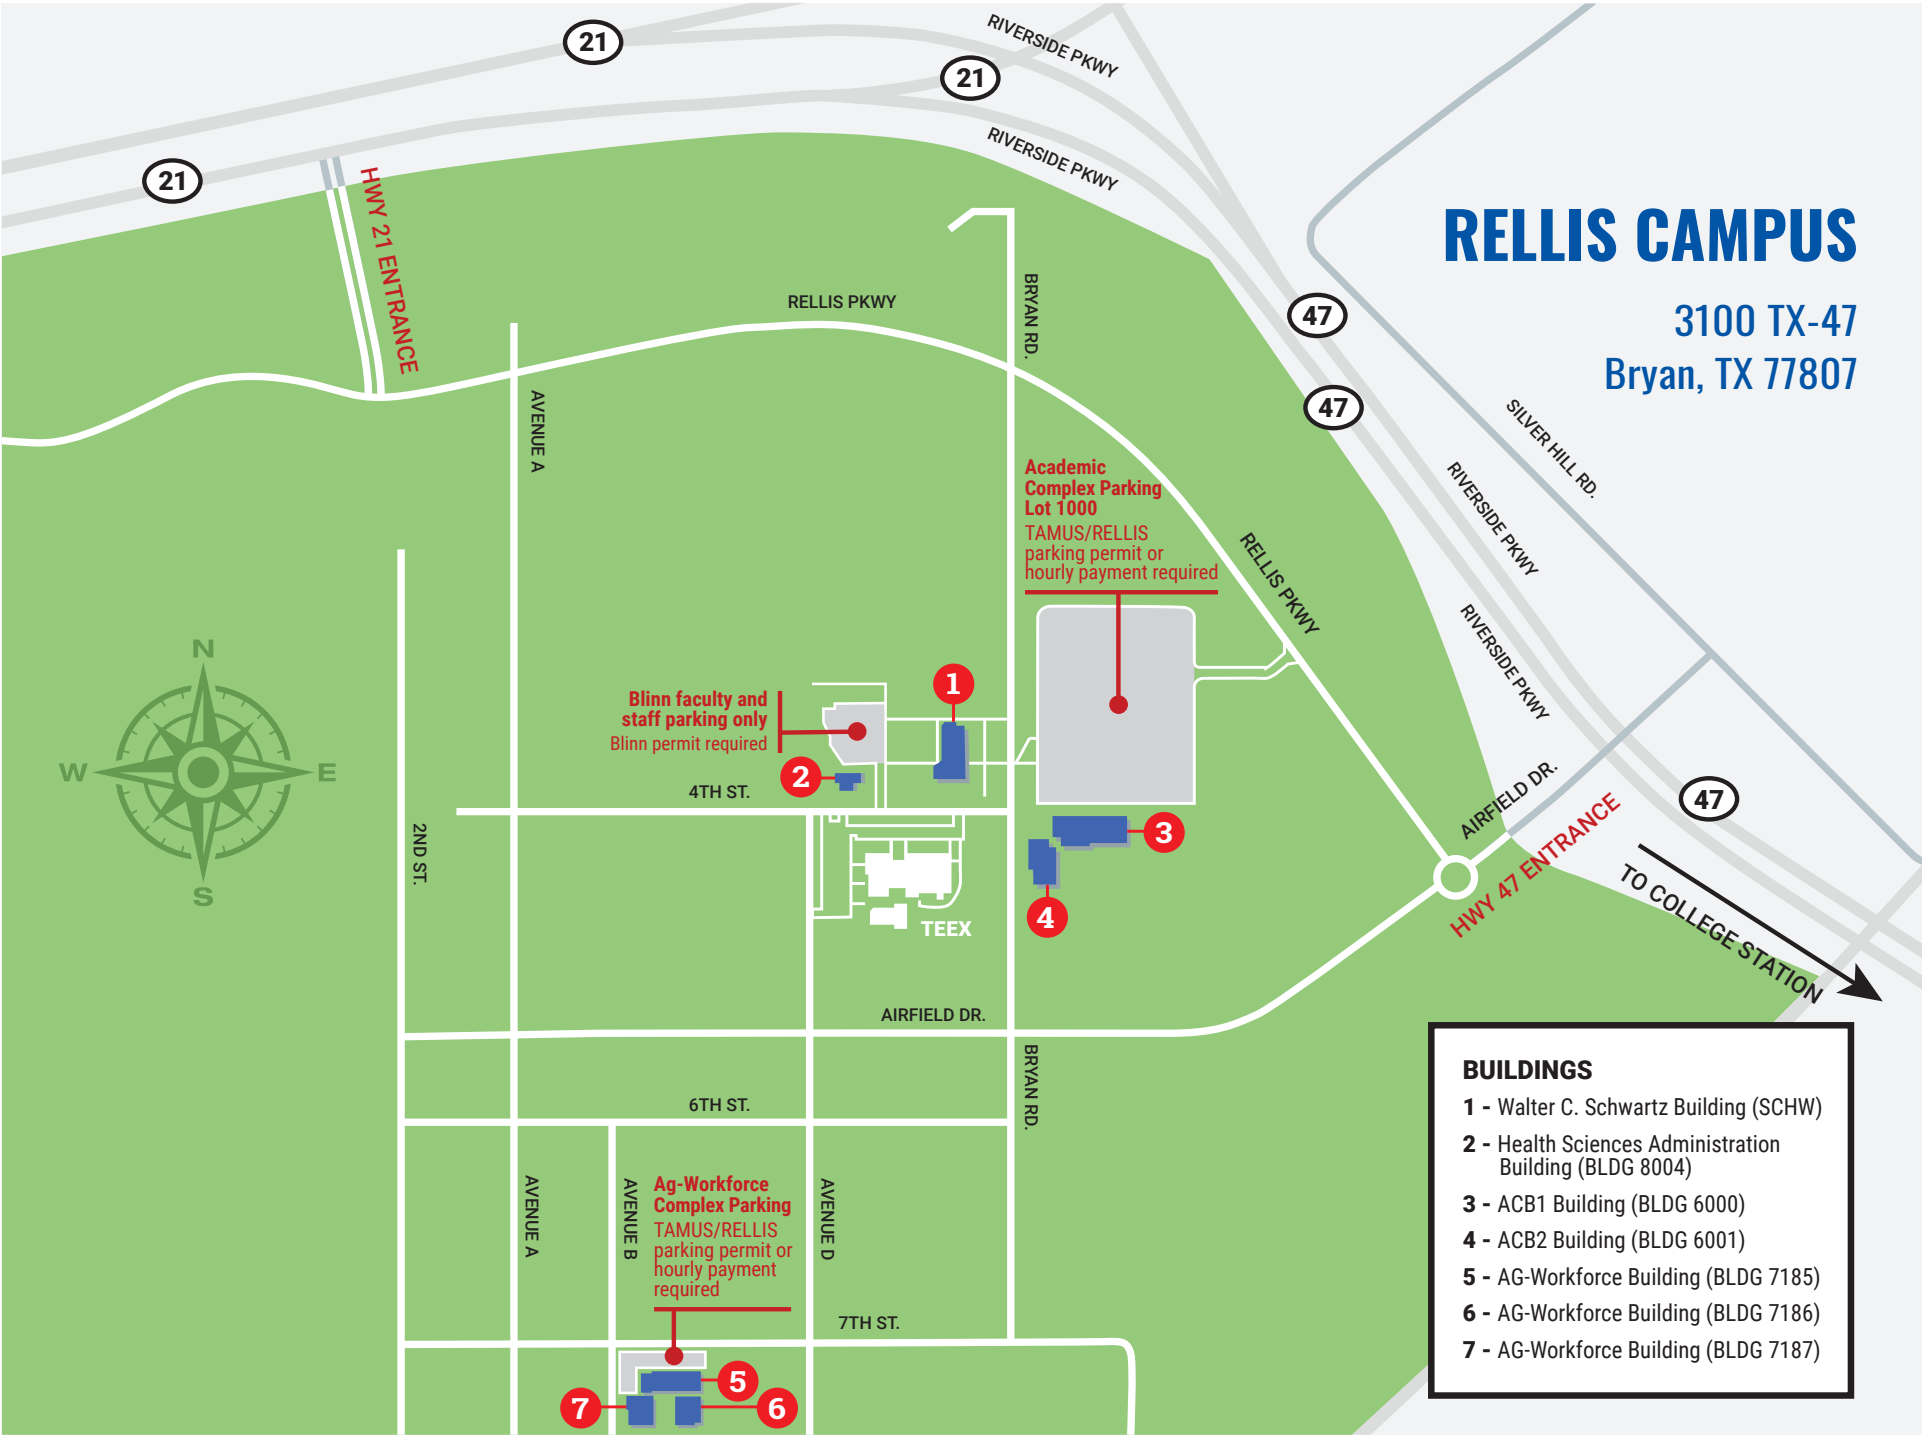 21
RIVERSIDE PKWY
21
RIVERSIDE PKWY
21
HWY 21 ENTRANCE
RELLIS CAMPUS
3100 TX-47
Bryan, TX 77807
RELLIS PKWY
BRYAN RD.
47
47
AVENUE A
SILVER HILL RD.
Academic
Complex Parking
Lot 1000
TAMUS/RELLIS
parking permit or
hourly payment required
RIVERSIDE PKWY
RELLIS PKWY
RIVERSIDE PKWY
N
W
E
S
Blinn faculty and
staff parking only
Blinn permit required
1
2
4TH ST.
2ND ST.
3
4
TEEX
AIRFIELD DR.
47
HWY 47 ENTRANCE
TO COLLEGE STATION
AIRFIELD DR.
BRYAN RD.
6TH ST.
AVENUE A
AVENUE B
Ag-Workforce
Complex Parking
TAMUS/RELLIS
parking permit or
hourly payment
required
AVENUE D
7TH ST.
5
7
6
BUILDINGS
1 - Walter C. Schwartz Building (SCHW)
2 - Health Sciences Administration
Building (BLDG 8004)
3 - ACB1 Building (BLDG 6000)
4 - ACB2 Building (BLDG 6001)
5 - AG-Workforce Building (BLDG 7185)
6 - AG-Workforce Building (BLDG 7186)
7 - AG-Workforce Building (BLDG 7187)